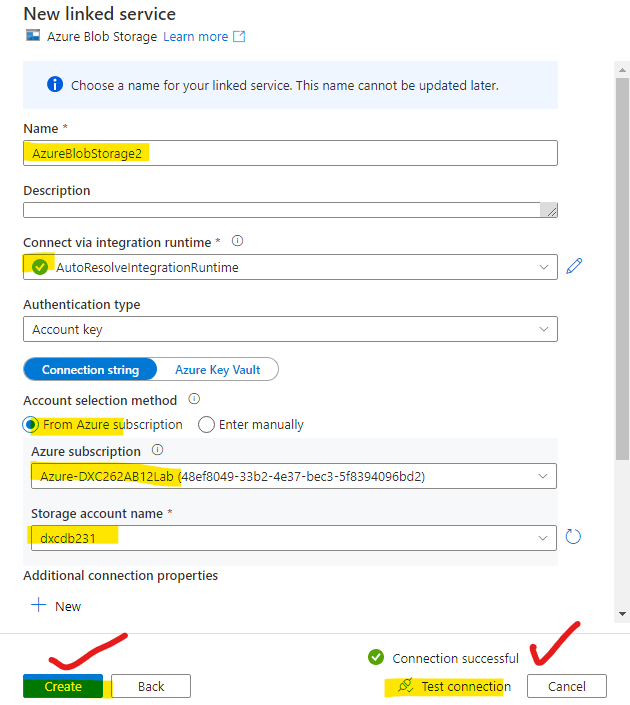 New linked service
Azure Blob Storage Learn more
Choose a name for your linked service. This name cannot be updated later.
Name *
AzureBlobStorage2
Description
Connect via integration runtime *
AutoResolveIntegrationRuntime
Authentication type
Account key
Connection string Azure Key Vault
Account selection method
From Azure subscription Enter manually
Azure subscription
Azure-DXC262AB12Lab (48ef8049-33b2-4e37-bec3-5f8394096bd2)
Storage account name *
dxcdb231
Additional connection properties
New
Connection successful
Create Back Test connection Cancel